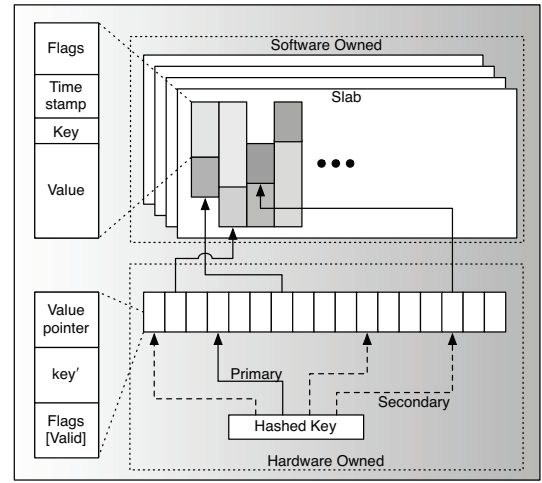 Flags
Time
stamp
Key
Value
Software Owned
Slab
Value
pointer
key′
Flags
[Valid]
Primary
Secondary
Hashed Key
Hardware Owned